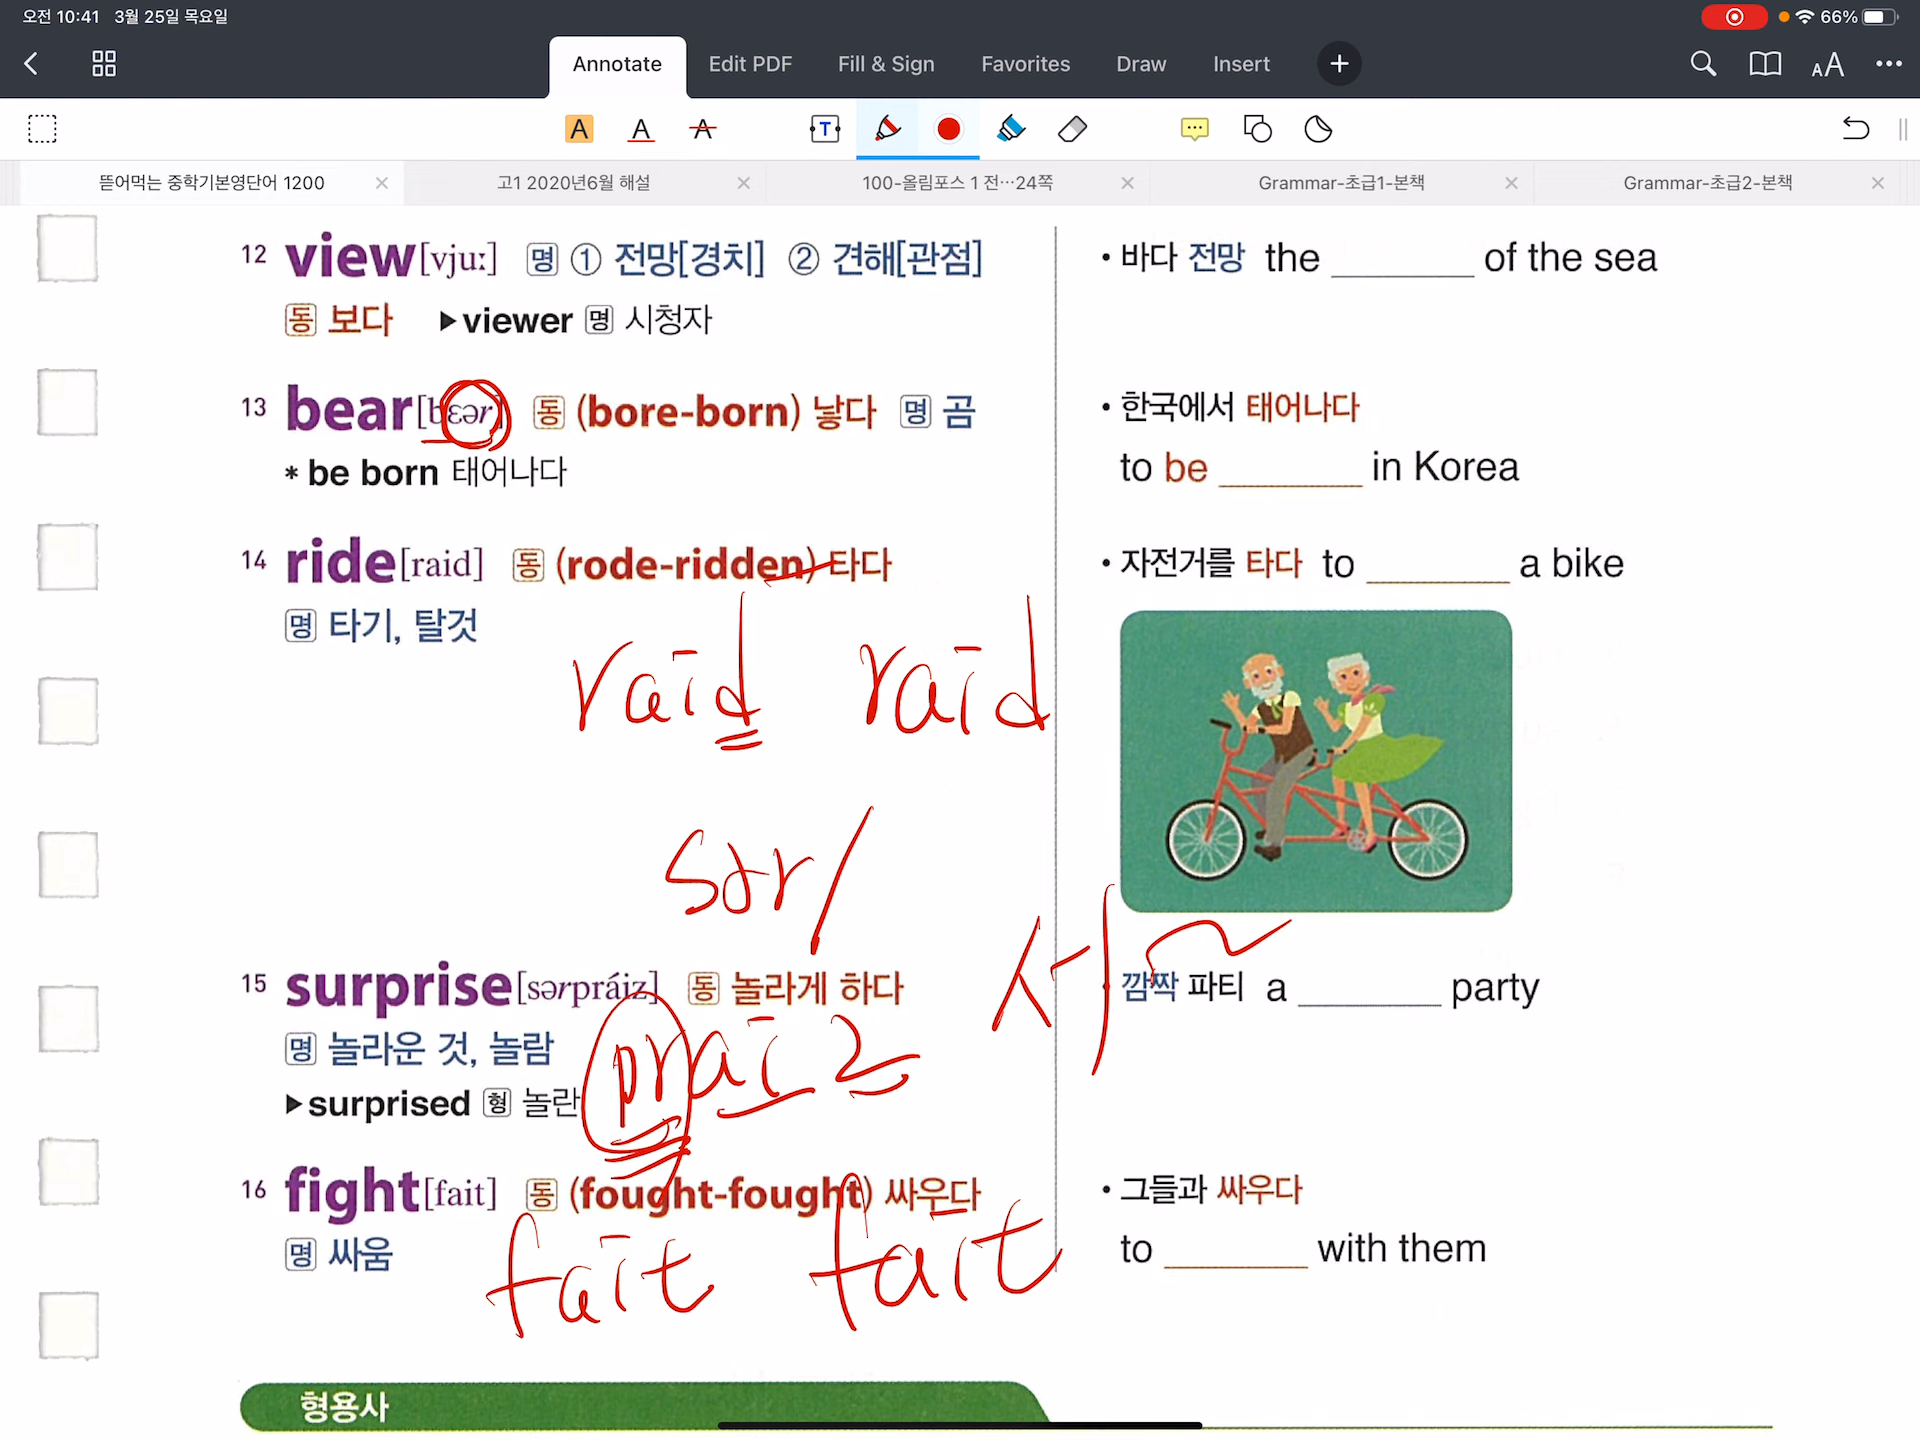 오전 10:41 3월 25일 목요일 66%
Annotate Edit PDF Fill & Sign Favorites Draw Insert
뜯어먹는 중학기본영단어 1200 고1 2020년6월 해설 100-올림포스 1 전…24쪽 Grammar-초급1-본책 Grammar-초급2-본책
12 view[vjuː] 명 ① 전망[경치] ② 견해[관점]
동 보다 ▶viewer 명 시청자
• 바다 전망 the ______ of the sea
13 bear[bɛər] 동 (bore-born) 낳다 명 곰
* be born 태어나다
• 한국에서 태어나다
to be ______ in Korea
14 ride[raid] 동 (rode-ridden) 타다
명 타기, 탈것
• 자전거를 타다 to ______ a bike
raid raid
sər/
서~
15 surprise[sərpráiz] 동 놀라게 하다
명 놀라운 것, 놀람
▶surprised 형 놀란
깜짝 파티 a ______ party
praiz
16 fight[fait] 동 (fought-fought) 싸우다
명 싸움
• 그들과 싸우다
to ______ with them
fait fait
형용사